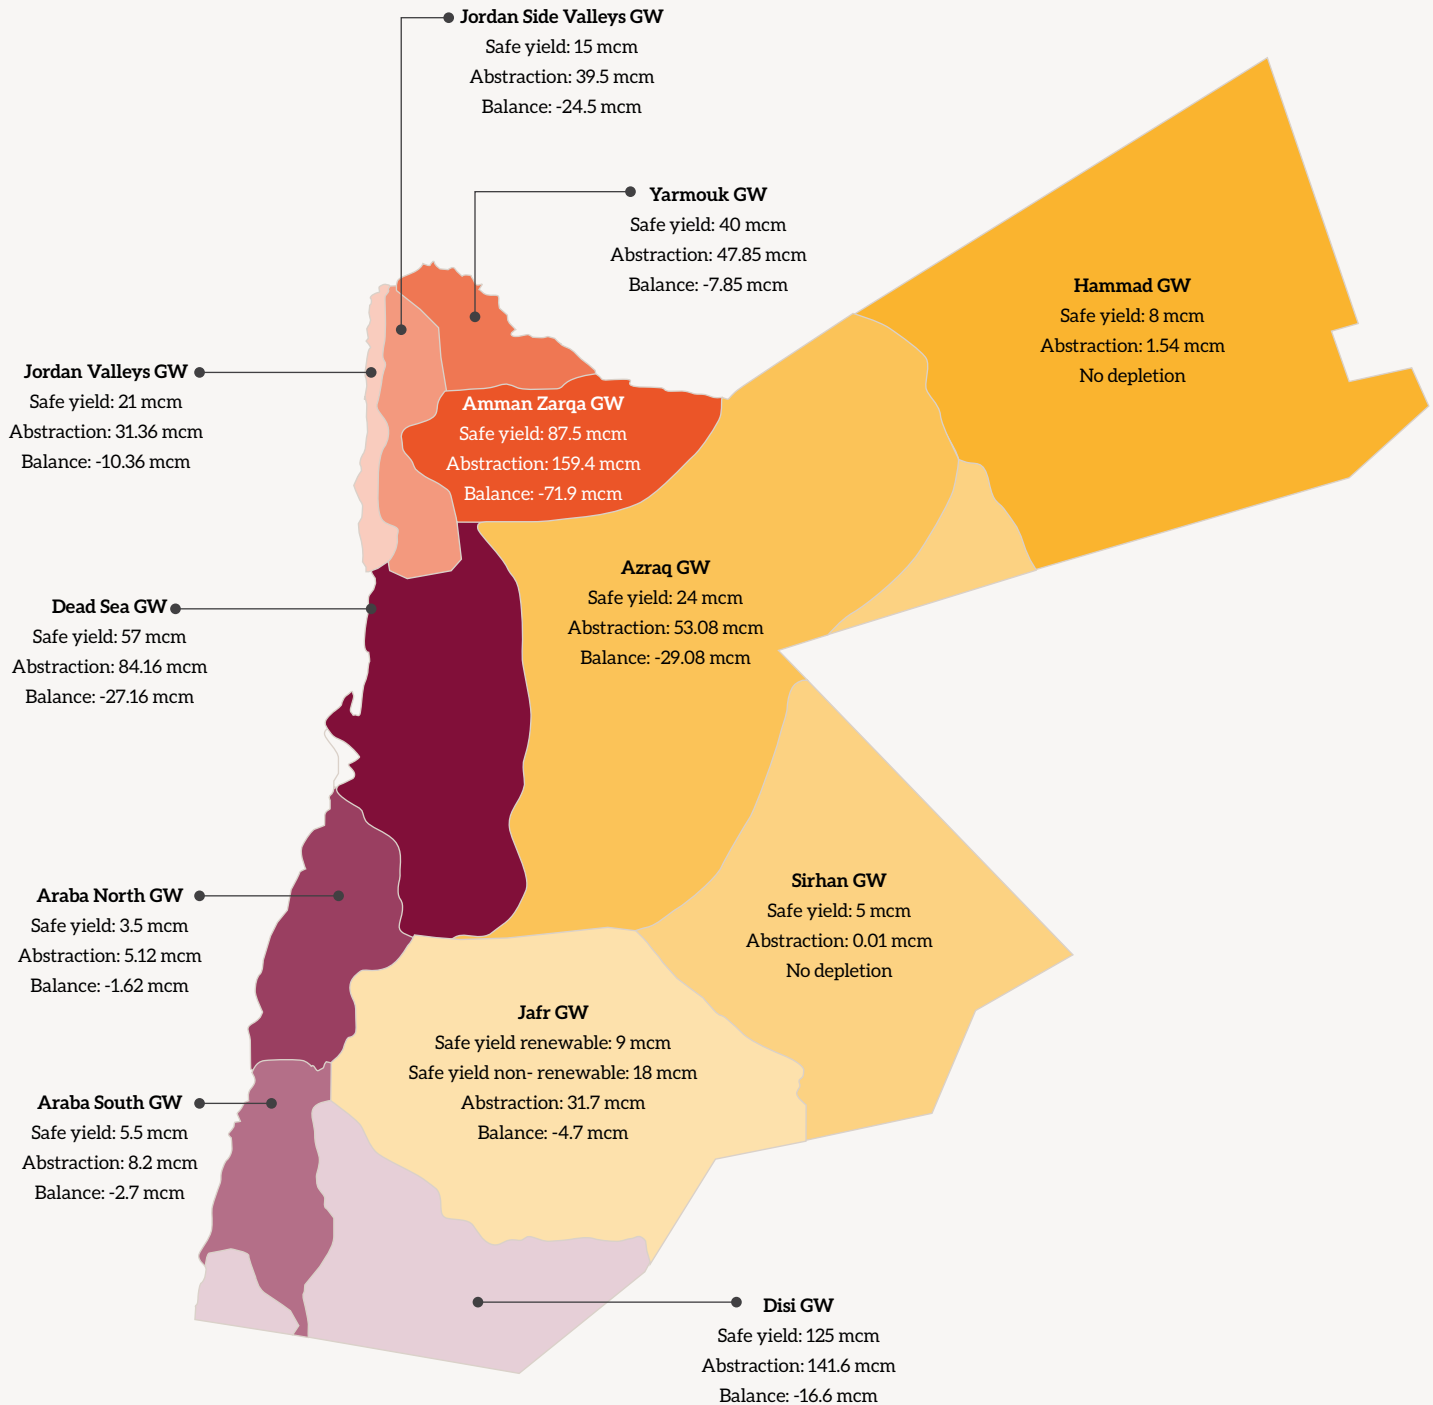 Jordan Side Valleys GW
Safe yield: 15 mcm
Abstraction: 39.5 mcm
Balance: -24.5 mcm
Yarmouk GW
Safe yield: 40 mcm
Abstraction: 47.85 mcm
Balance: -7.85 mcm
Hammad GW
Safe yield: 8 mcm
Abstraction: 1.54 mcm
No depletion
Jordan Valleys GW
Safe yield: 21 mcm
Abstraction: 31.36 mcm
Balance: -10.36 mcm
Amman Zarqa GW
Safe yield: 87.5 mcm
Abstraction: 159.4 mcm
Balance: -71.9 mcm
Azraq GW
Safe yield: 24 mcm
Abstraction: 53.08 mcm
Balance: -29.08 mcm
Dead Sea GW
Safe yield: 57 mcm
Abstraction: 84.16 mcm
Balance: -27.16 mcm
Araba North GW
Safe yield: 3.5 mcm
Abstraction: 5.12 mcm
Balance: -1.62 mcm
Sirhan GW
Safe yield: 5 mcm
Abstraction: 0.01 mcm
No depletion
Jafr GW
Safe yield renewable: 9 mcm
Safe yield non- renewable: 18 mcm
Abstraction: 31.7 mcm
Balance: -4.7 mcm
Araba South GW
Safe yield: 5.5 mcm
Abstraction: 8.2 mcm
Balance: -2.7 mcm
Disi GW
Safe yield: 125 mcm
Abstraction: 141.6 mcm
Balance: -16.6 mcm